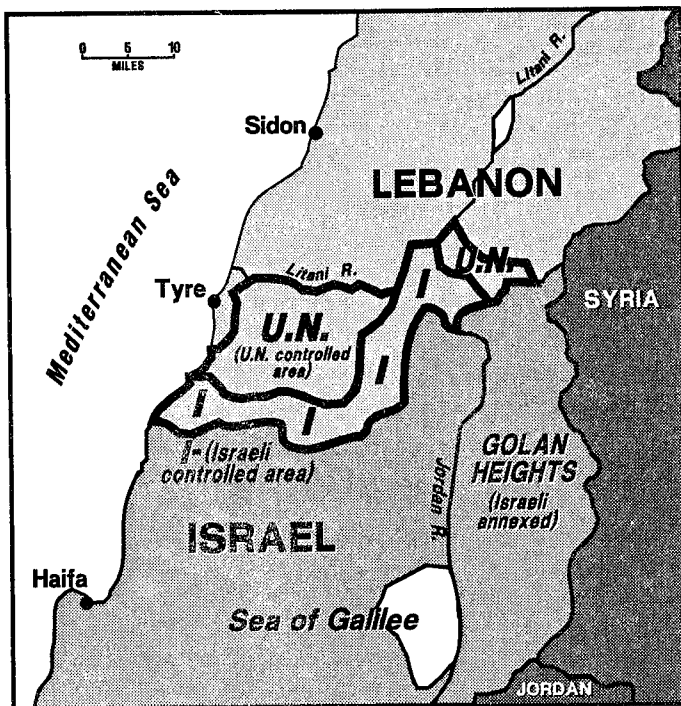 0 5 10
MILES
Litani R.
Sidon
LEBANON
Mediterranean Sea
U.N.
Litani R.
I
Tyre
SYRIA
U.N.
(U.N. controlled
area)
I
I
I
I-(Israeli
controlled area)
GOLAN
HEIGHTS
(Israeli
annexed)
Jordan R.
ISRAEL
Haifa
Sea of Galilee
JORDAN